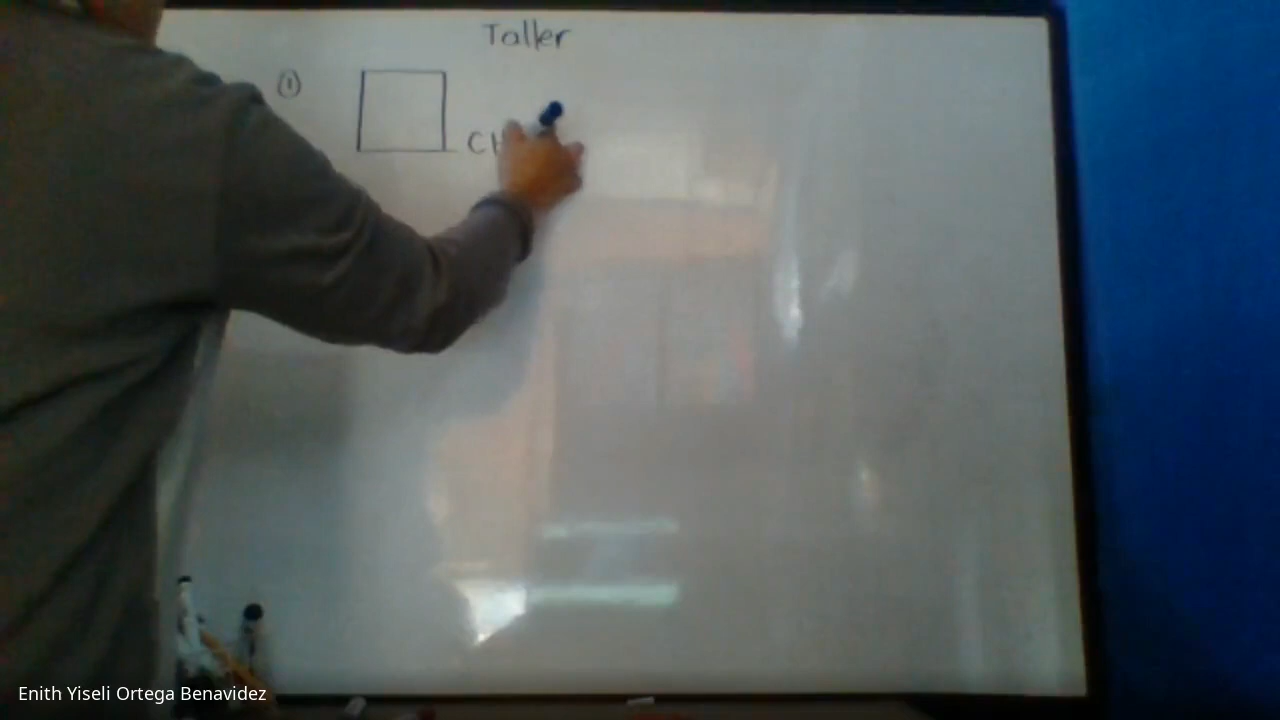 Taller
①
Enith Yiseli Ortega Benavidez